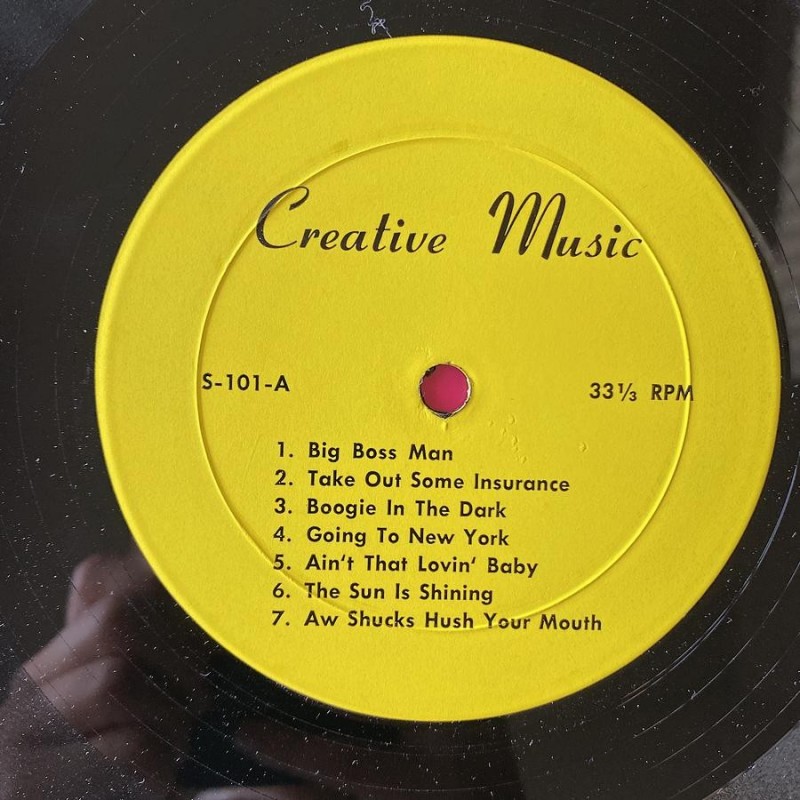 Creative Music
S-101-A
33⅓ RPM
1. Big Boss Man
2. Take Out Some Insurance
3. Boogie In The Dark
4. Going To New York
5. Ain't That Lovin' Baby
6. The Sun Is Shining
7. Aw Shucks Hush Your Mouth